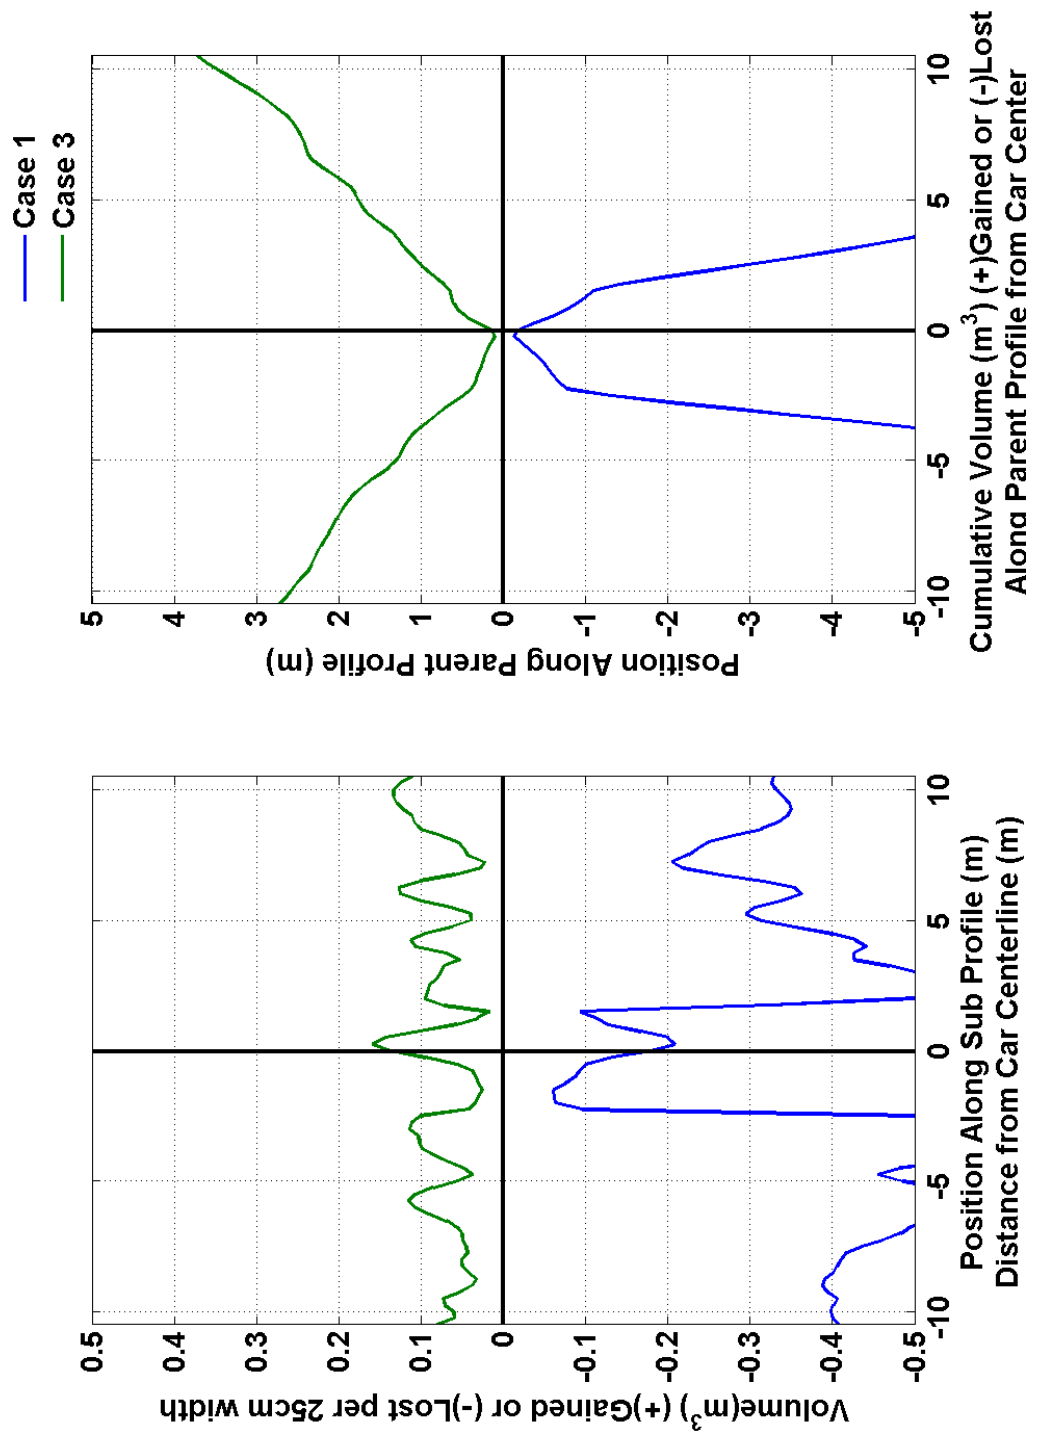 Case 1
Case 3
Volume(m³) (+)Gained or (-)Lost per 25cm width
0.5
0.4
0.3
0.2
0.1
0
-0.1
-0.2
-0.3
-0.4
-0.5
-10 -5 0 5 10
Position Along Sub Profile (m)
Distance from Car Centerline (m)
Position Along Parent Profile (m)
5
4
3
2
1
0
-1
-2
-3
-4
-5
-10 -5 0 5 10
Cumulative Volume (m³) (+)Gained or (-)Lost
Along Parent Profile from Car Center